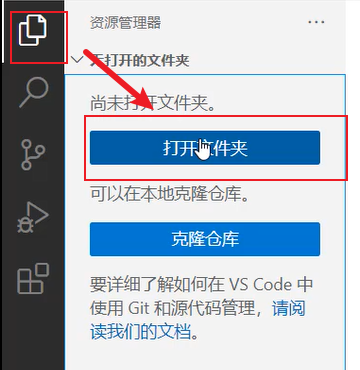 资源管理器
无打开的文件夹
尚未打开文件夹。
打开文件夹
可以在本地克隆仓库。
克隆仓库
要详细了解如何在 VS Code 中
使用 Git 和源代码管理，请阅
读我们的文档。